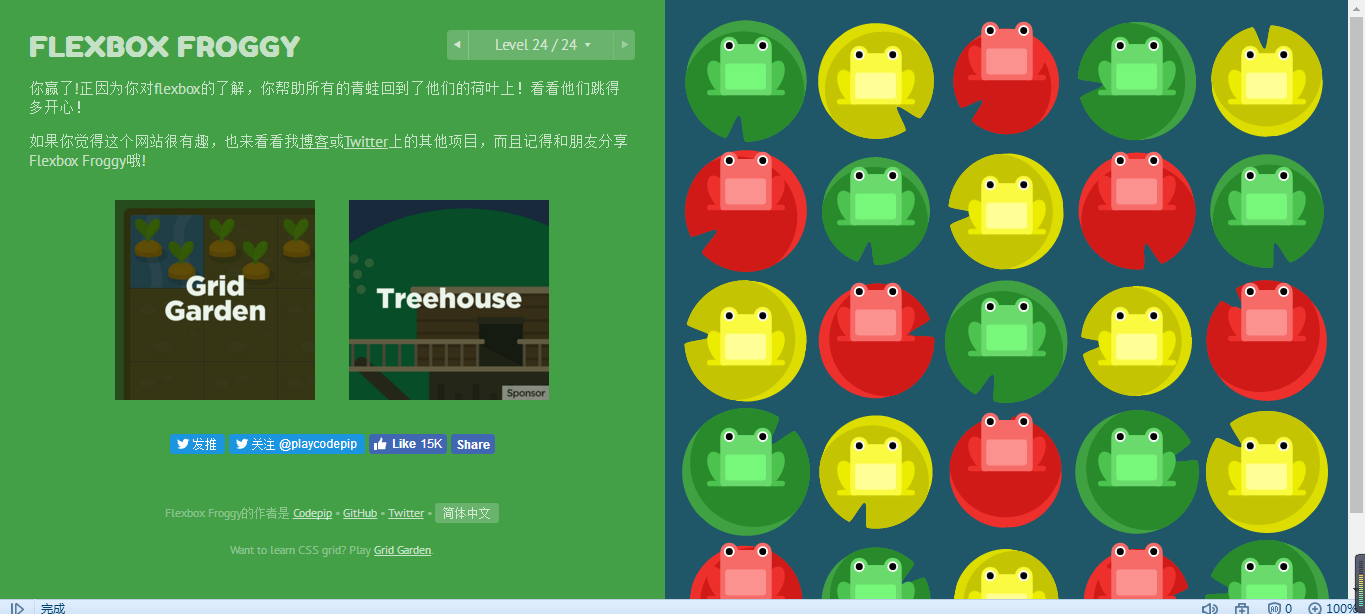 FLEXBOX FROGGY
◀ Level 24 / 24 ▼ ▶
你赢了!正因为你对flexbox的了解，你帮助所有的青蛙回到了他们的荷叶上！看看他们跳得
多开心！
如果你觉得这个网站很有趣，也来看看我博客或Twitter上的其他项目，而且记得和朋友分享
Flexbox Froggy哦!
Grid
Garden
Treehouse
Sponsor
发推 关注 @playcodepip Like 15K Share
Flexbox Froggy的作者是 Codepip • GitHub • Twitter • 简体中文
Want to learn CSS grid? Play Grid Garden.
完成 0 100%